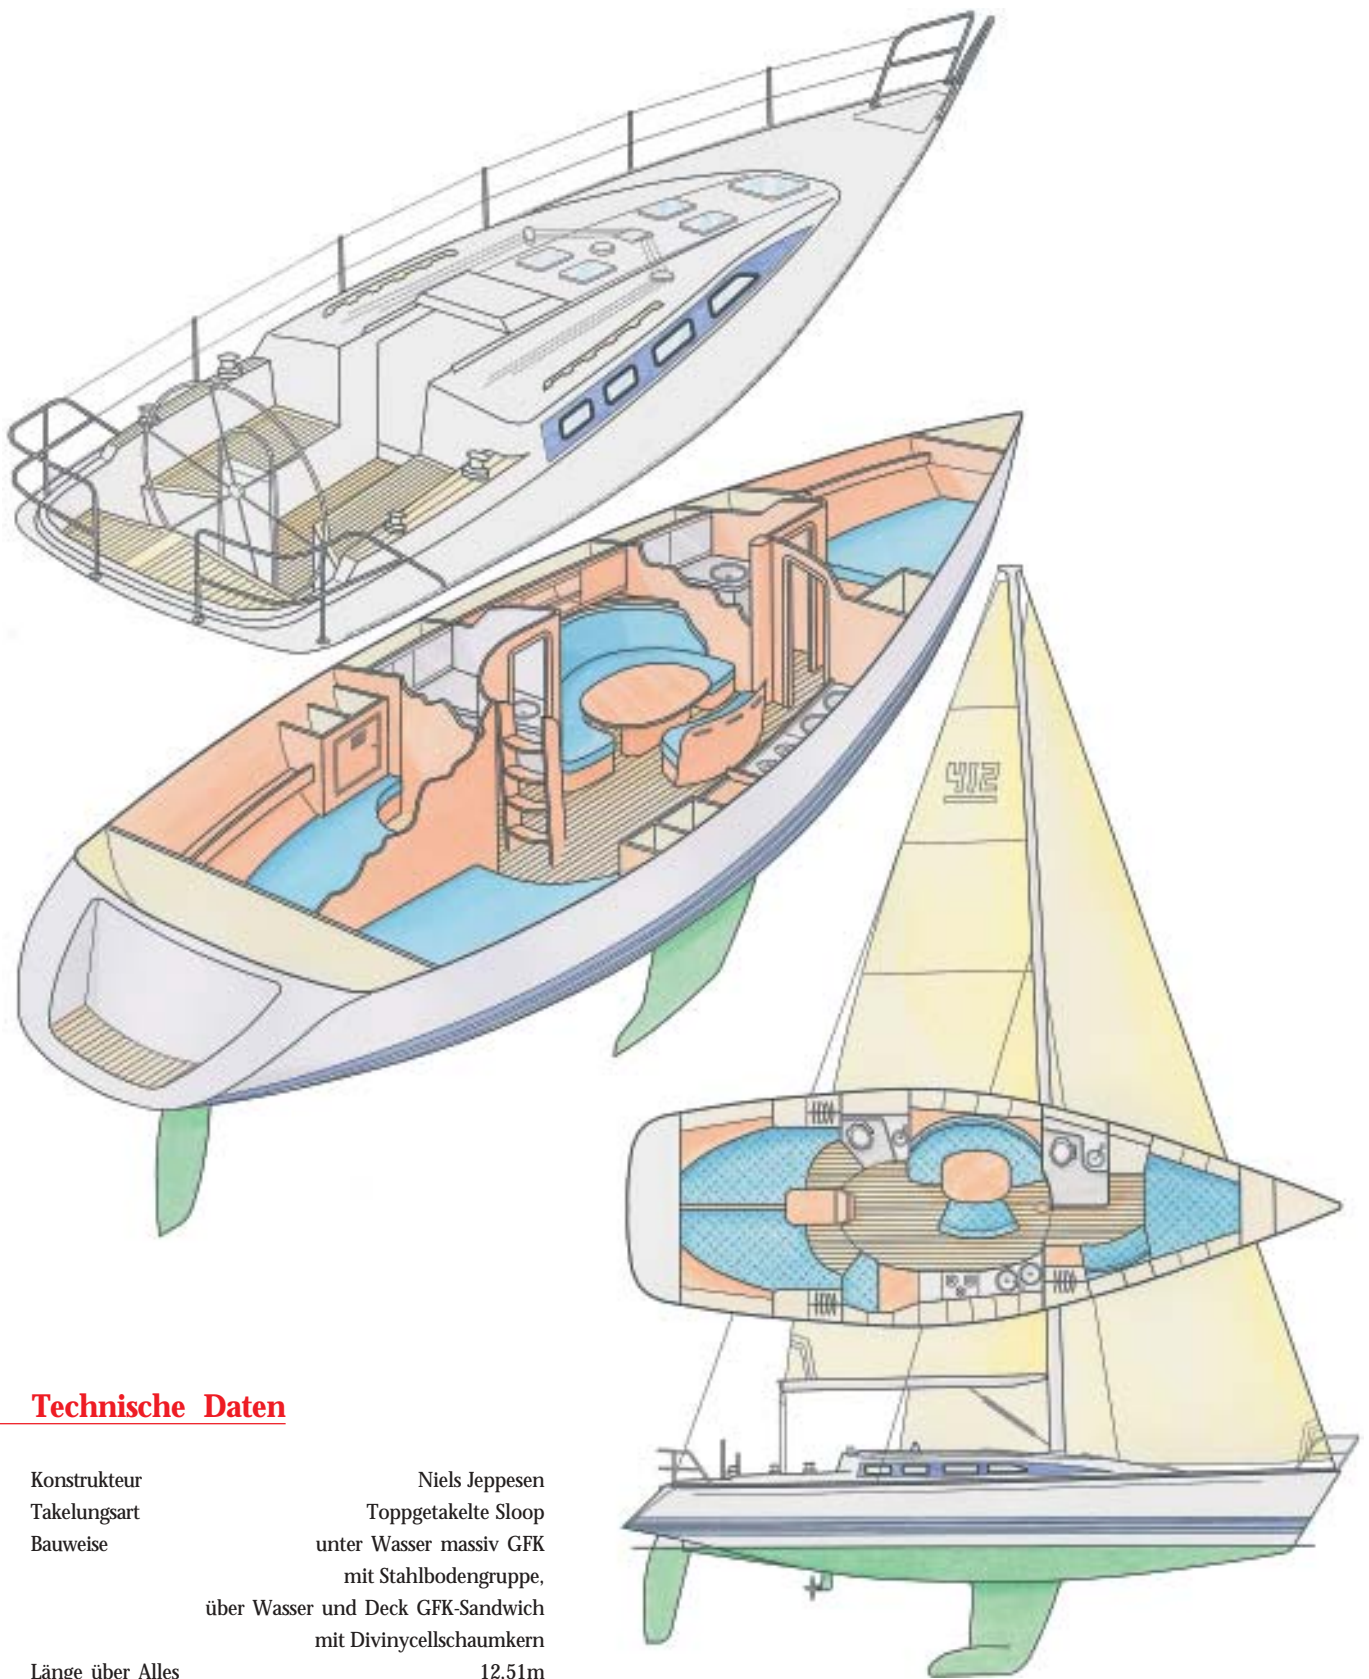 412
Technische Daten
Konstrukteur Niels Jeppesen
Takelungsart Toppgetakelte Sloop
Bauweise unter Wasser massiv GFK
mit Stahlbodengruppe,
über Wasser und Deck GFK-Sandwich
mit Divinycellschaumkern
Länge über Alles 12.51m